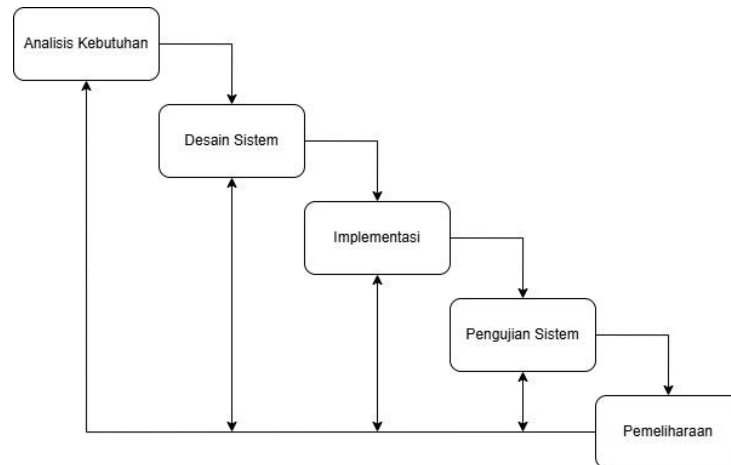 Analisis Kebutuhan
Desain Sistem
Implementasi
Pengujian Sistem
Pemeliharaan